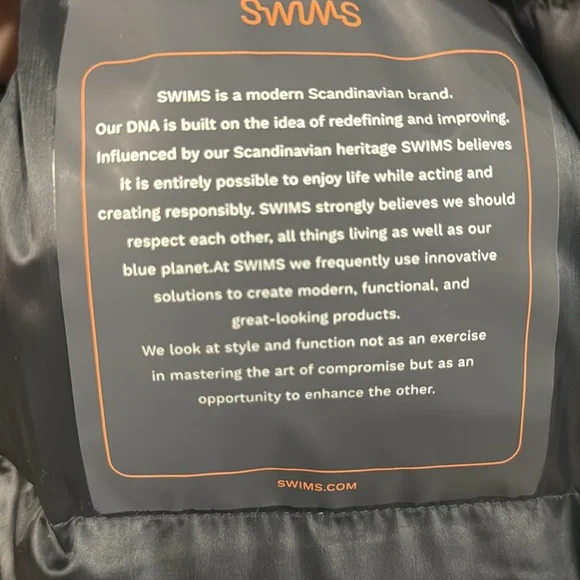 SWIMS
SWIMS is a modern Scandinavian brand.
Our DNA is built on the idea of redefining and improving.
Influenced by our Scandinavian heritage SWIMS believes
it is entirely possible to enjoy life while acting and
creating responsibly. SWIMS strongly believes we should
respect each other, all things living as well as our
blue planet.At SWIMS we frequently use innovative
solutions to create modern, functional, and
great-looking products.
We look at style and function not as an exercise
in mastering the art of compromise but as an
opportunity to enhance the other.
SWIMS.COM